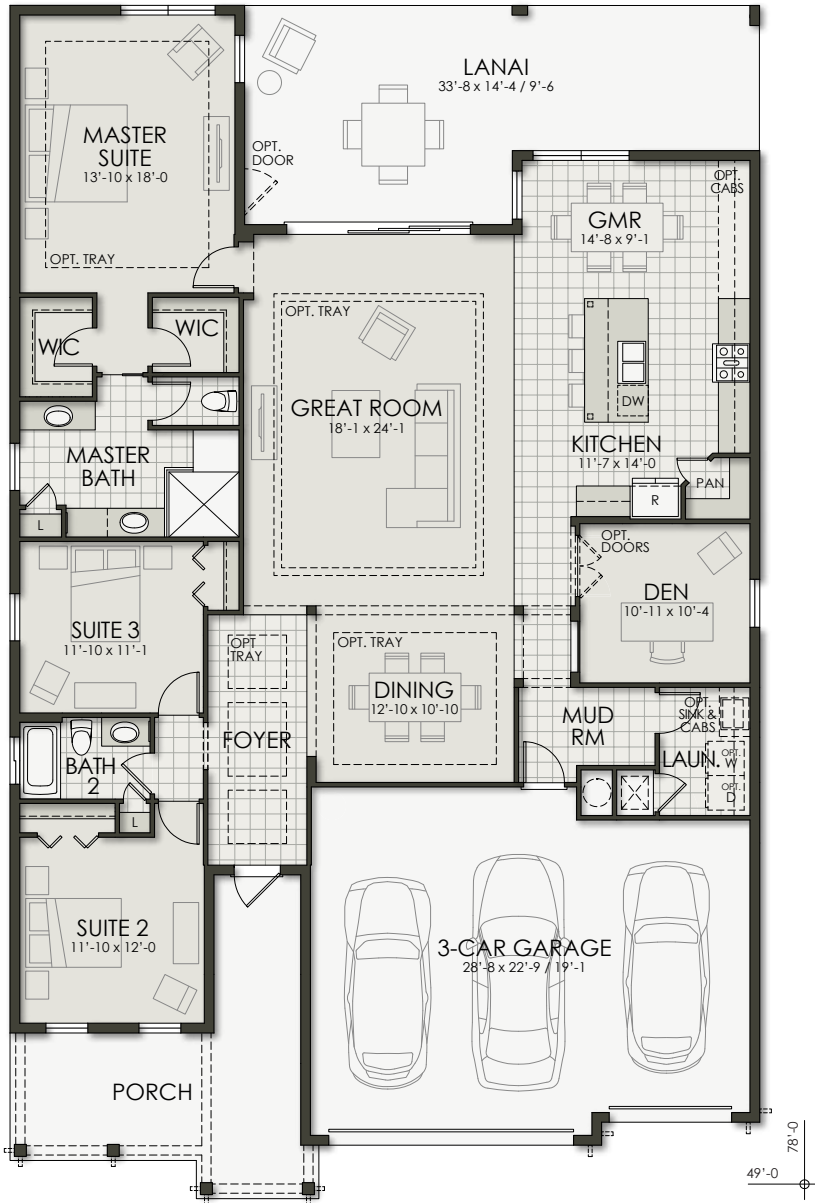 LANAI
33'-8 x 14'-4 / 9'-6
OPT.
DOOR
MASTER
SUITE
13'-10 x 18'-0
OPT. TRAY
OPT.
CABS
GMR
14'-8 x 9'-1
WIC
WIC
OPT. TRAY
GREAT ROOM
18'-1 x 24'-1
DW
KITCHEN
11'-7 x 14'-0
PAN
R
MASTER
BATH
L
OPT.
DOORS
DEN
10'-11 x 10'-4
SUITE 3
11'-10 x 11'-1
OPT
TRAY
OPT. TRAY
DINING
12'-10 x 10'-10
FOYER
MUD
RM
OPT.
SINK &
CABS
LAUN.
OPT.
W
OPT.
D
BATH
2
L
SUITE 2
11'-10 x 12'-0
3-CAR GARAGE
28'-8 x 22'-9 / 19'-1
PORCH
78'-0
49'-0